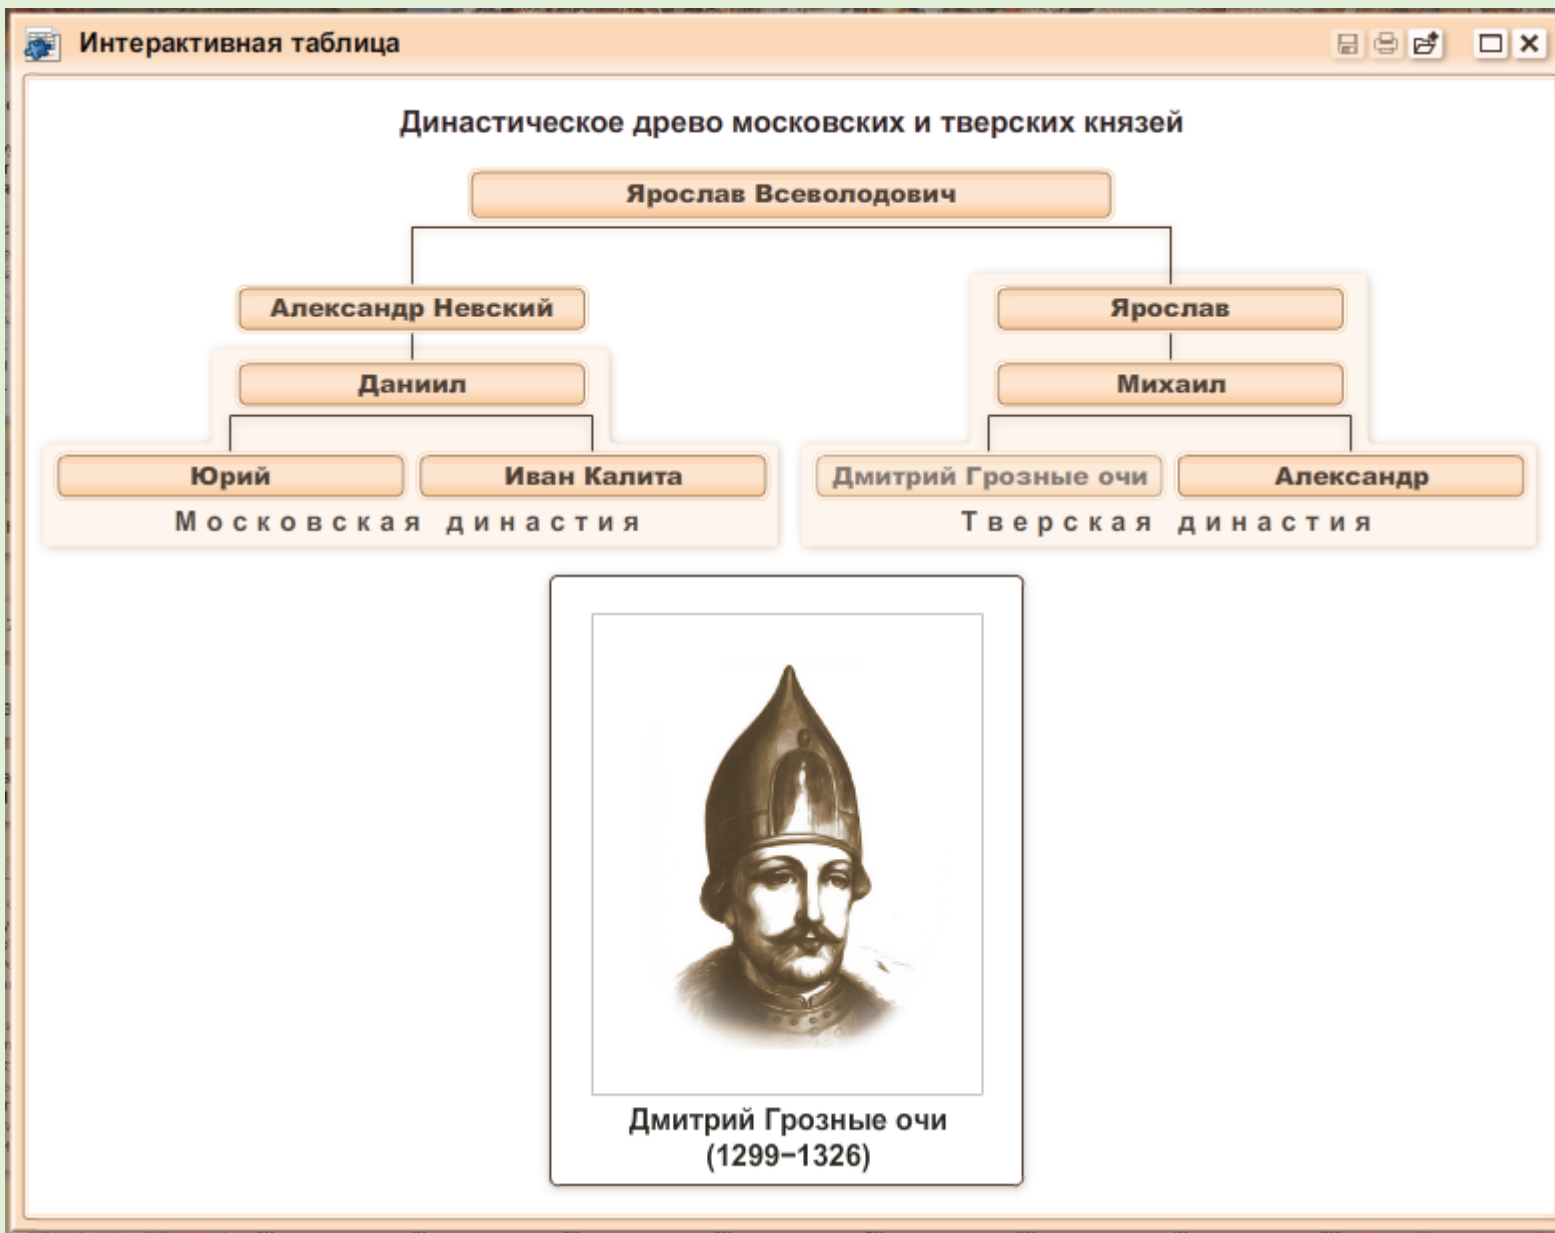 Интерактивная таблица
Династическое древо московских и тверских князей
Ярослав Всеволодович
Александр Невский
Ярослав
Даниил
Михаил
Юрий
Иван Калита
Дмитрий Грозные очи
Александр
Московская династия
Тверская династия
Дмитрий Грозные очи
(1299–1326)